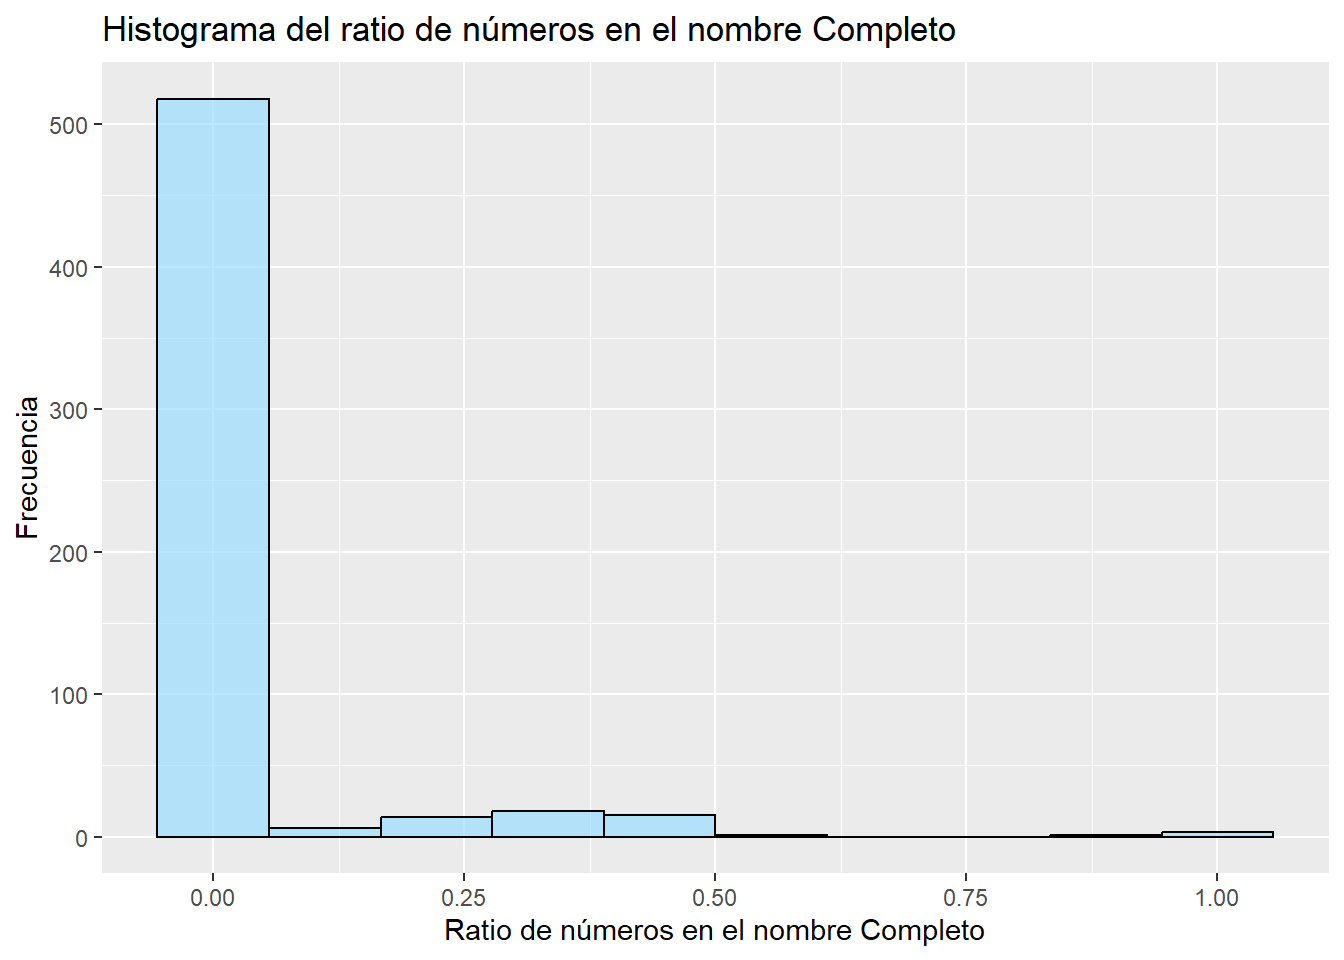 Histograma del ratio de números en el nombre Completo
Frecuencia
500
400
300
200
100
0
0.00 0.25 0.50 0.75 1.00
Ratio de números en el nombre Completo